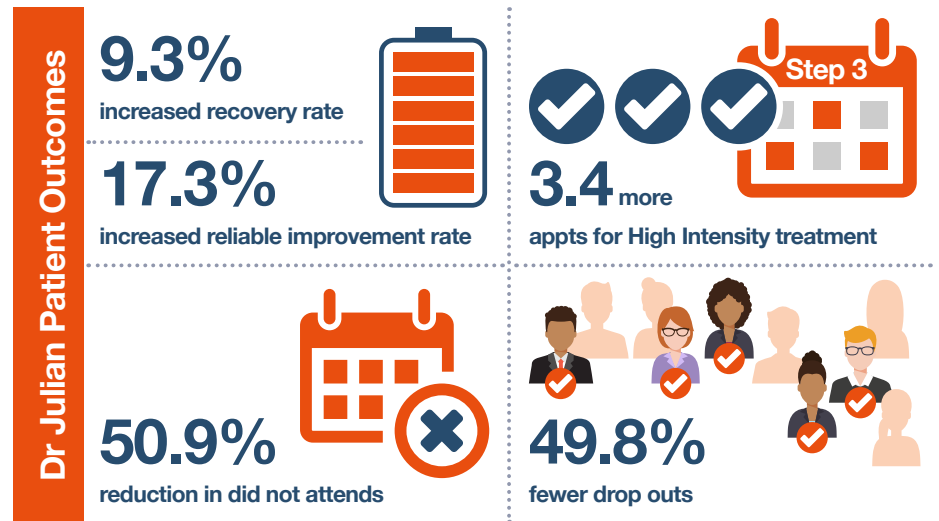 Dr Julian Patient Outcomes
9.3%
increased recovery rate
17.3%
increased reliable improvement rate
Step 3
3.4 more
appts for High Intensity treatment
50.9%
reduction in did not attends
49.8%
fewer drop outs